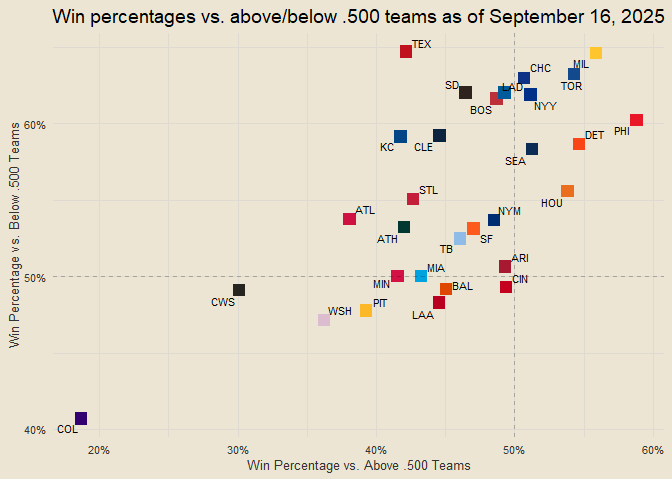 Win percentages vs. above/below .500 teams as of September 16, 2025
TEX
MIL
CHC
TOR
SD
LAD
BOS
NYY
60%
PHI
DET
KC
CLE
SEA
HOU
STL
ATL
NYM
ATH
SF
TB
ARI
50%
MIA
MIN
CIN
BAL
CWS
PIT
WSH
LAA
COL
40%
20%
30%
40%
50%
60%
Win Percentage vs. Above .500 Teams
Win Percentage vs. Below .500 Teams